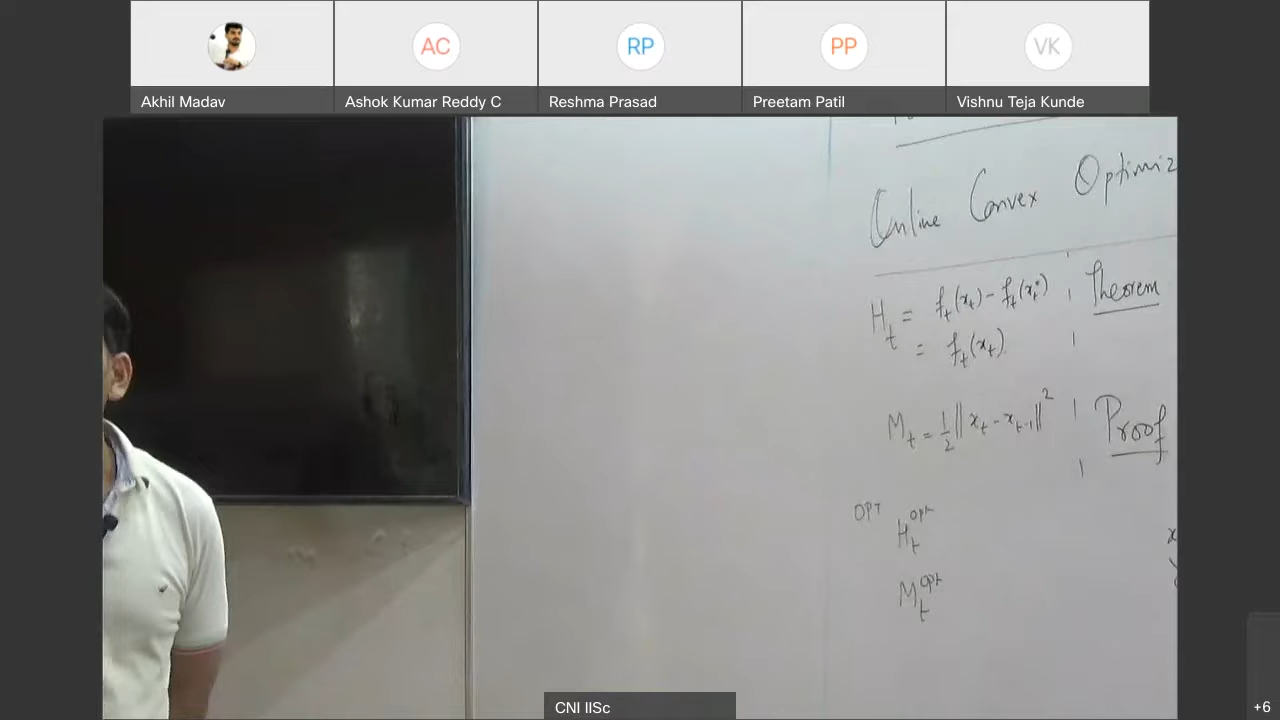 AC RP PP VK
Akhil Madav Ashok Kumar Reddy C Reshma Prasad Preetam Patil Vishnu Teja Kunde
Online Convex Optimiz
H_t = f_t(x_t) - f_t(x_t^*) Theorem
= f_t(x_t)
M_t = 1/2 ||x_t - x_{t-1}||^2 Proof
OPT H_t^{opt}
x
M_t^{opt}
CNI IISc +6